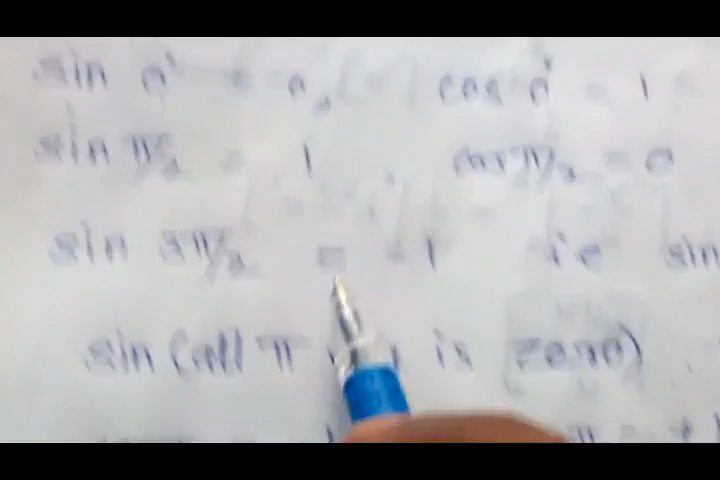 sin 0° = 0, cos 0° = 1
sin π/2 = 1 cos π/2 = 0
sin 3π/2 = -1 ie sin
sin (all π is zero)